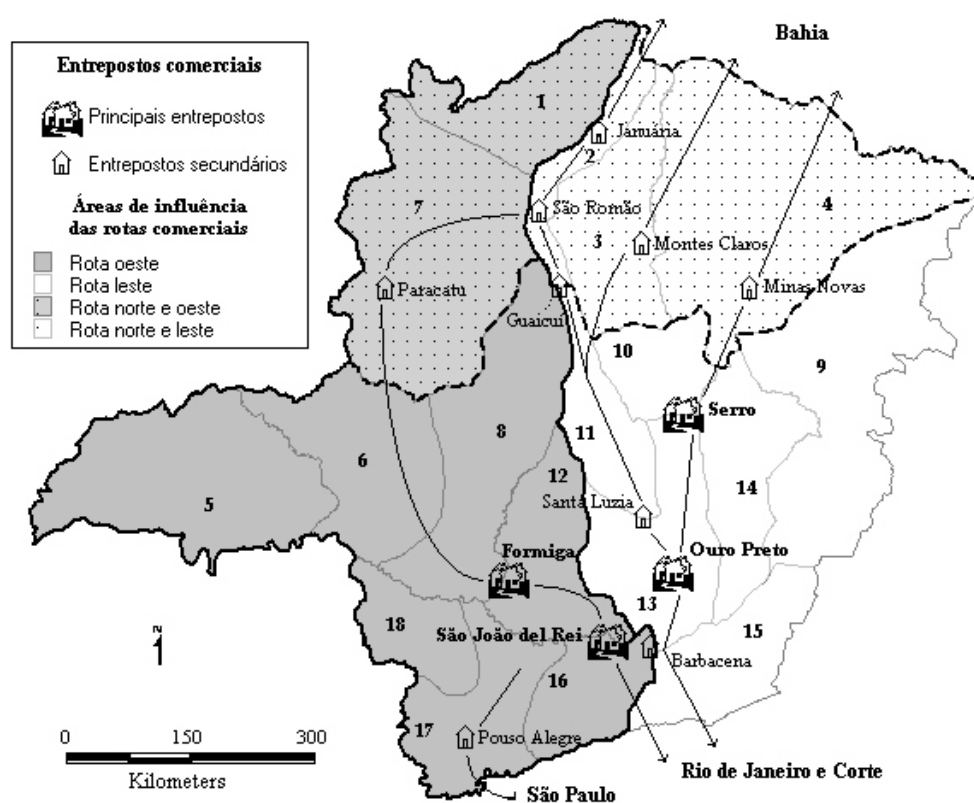 Entrepostos comerciais
Principais entrepostos
Entrepostos secundários
Áreas de influência
das rotas comerciais
Rota oeste
Rota leste
Rota norte e oeste
Rota norte e leste
Bahia
1
Januária
2
7
São Romão
4
3
Montes Claros
Paracatu
Guaicuí
Minas Novas
10
9
Serro
8
11
6
12
14
5
Santa Luzia
Formiga
Ouro Preto
13
18
São João del Rei
15
Barbacena
16
N
17
Pouso Alegre
0 150 300
Kilometers
Rio de Janeiro e Corte
São Paulo